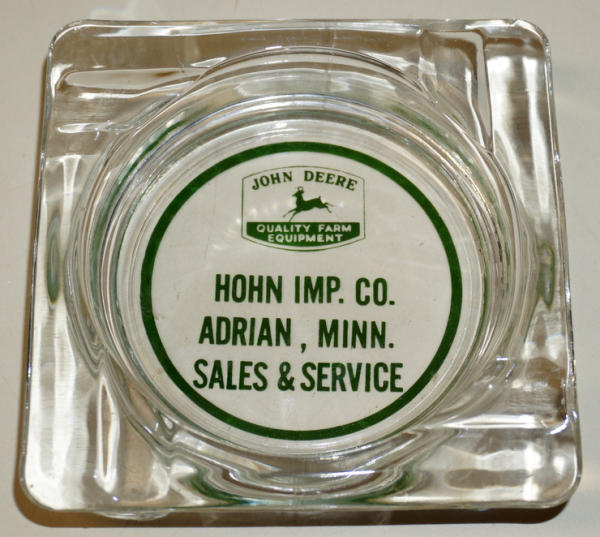 JOHN DEERE
QUALITY FARM
EQUIPMENT
HOHN IMP. CO.
ADRIAN, MINN.
SALES & SERVICE